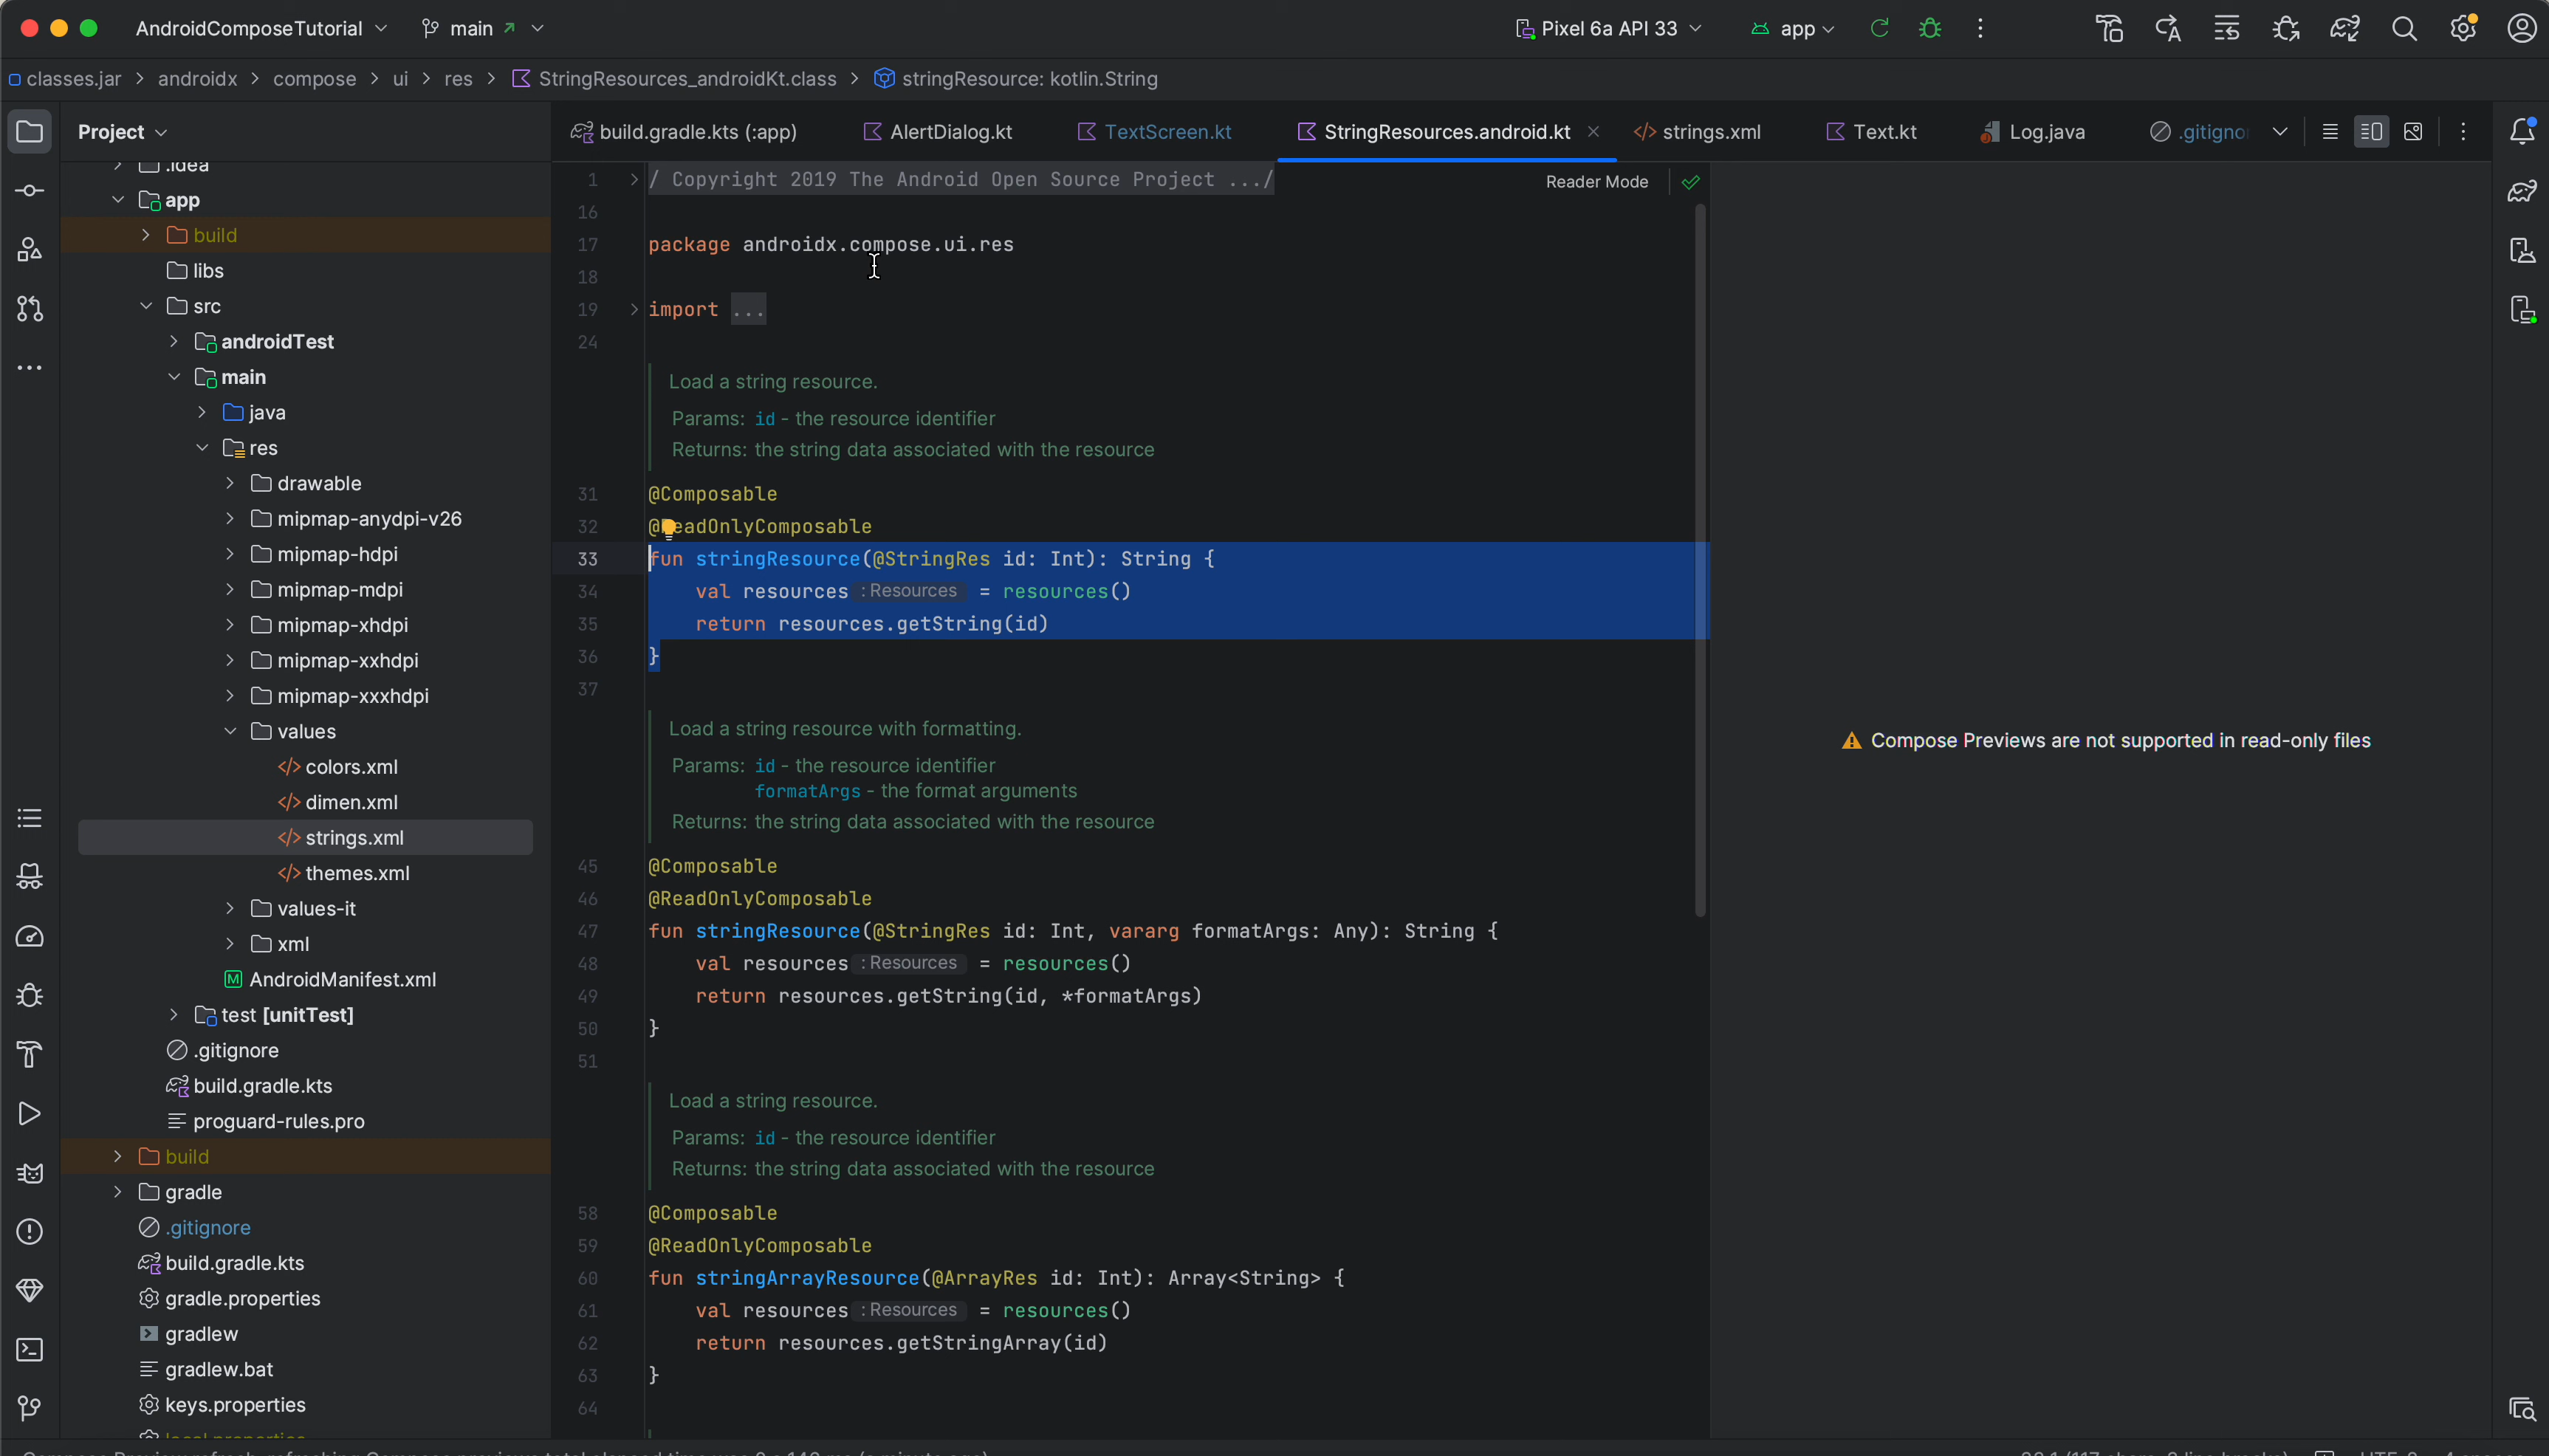 AndroidComposeTutorial main Pixel 6a API 33 app
classes.jar androidx compose ui res StringResources_androidKt.class stringResource: kotlin.String
Project
build.gradle.kts (:app) AlertDialog.kt TextScreen.kt StringResources.android.kt strings.xml Text.kt Log.java .gitigno
.idea
app
build
libs
src
androidTest
main
java
res
drawable
mipmap-anydpi-v26
mipmap-hdpi
mipmap-mdpi
mipmap-xhdpi
mipmap-xxhdpi
mipmap-xxxhdpi
values
colors.xml
dimen.xml
strings.xml
themes.xml
values-it
xml
AndroidManifest.xml
test [unitTest]
.gitignore
build.gradle.kts
proguard-rules.pro
build
gradle
.gitignore
build.gradle.kts
gradle.properties
gradlew
gradlew.bat
keys.properties
local.properties
Reader Mode
1 / Copyright 2019 The Android Open Source Project .../
16
17 package androidx.compose.ui.res
18
19 import ...
24
Load a string resource.
Params: id - the resource identifier
Returns: the string data associated with the resource
31 @Composable
32 @ReadOnlyComposable
33 fun stringResource(@StringRes id: Int): String {
34 val resources : Resources = resources()
35 return resources.getString(id)
36 }
37
Load a string resource with formatting.
Params: id - the resource identifier
formatArgs - the format arguments
Returns: the string data associated with the resource
45 @Composable
46 @ReadOnlyComposable
47 fun stringResource(@StringRes id: Int, vararg formatArgs: Any): String {
48 val resources : Resources = resources()
49 return resources.getString(id, *formatArgs)
50 }
51
Load a string resource.
Params: id - the resource identifier
Returns: the string data associated with the resource
58 @Composable
59 @ReadOnlyComposable
60 fun stringArrayResource(@ArrayRes id: Int): Array<String> {
61 val resources : Resources = resources()
62 return resources.getStringArray(id)
63 }
64
Compose Previews are not supported in read-only files